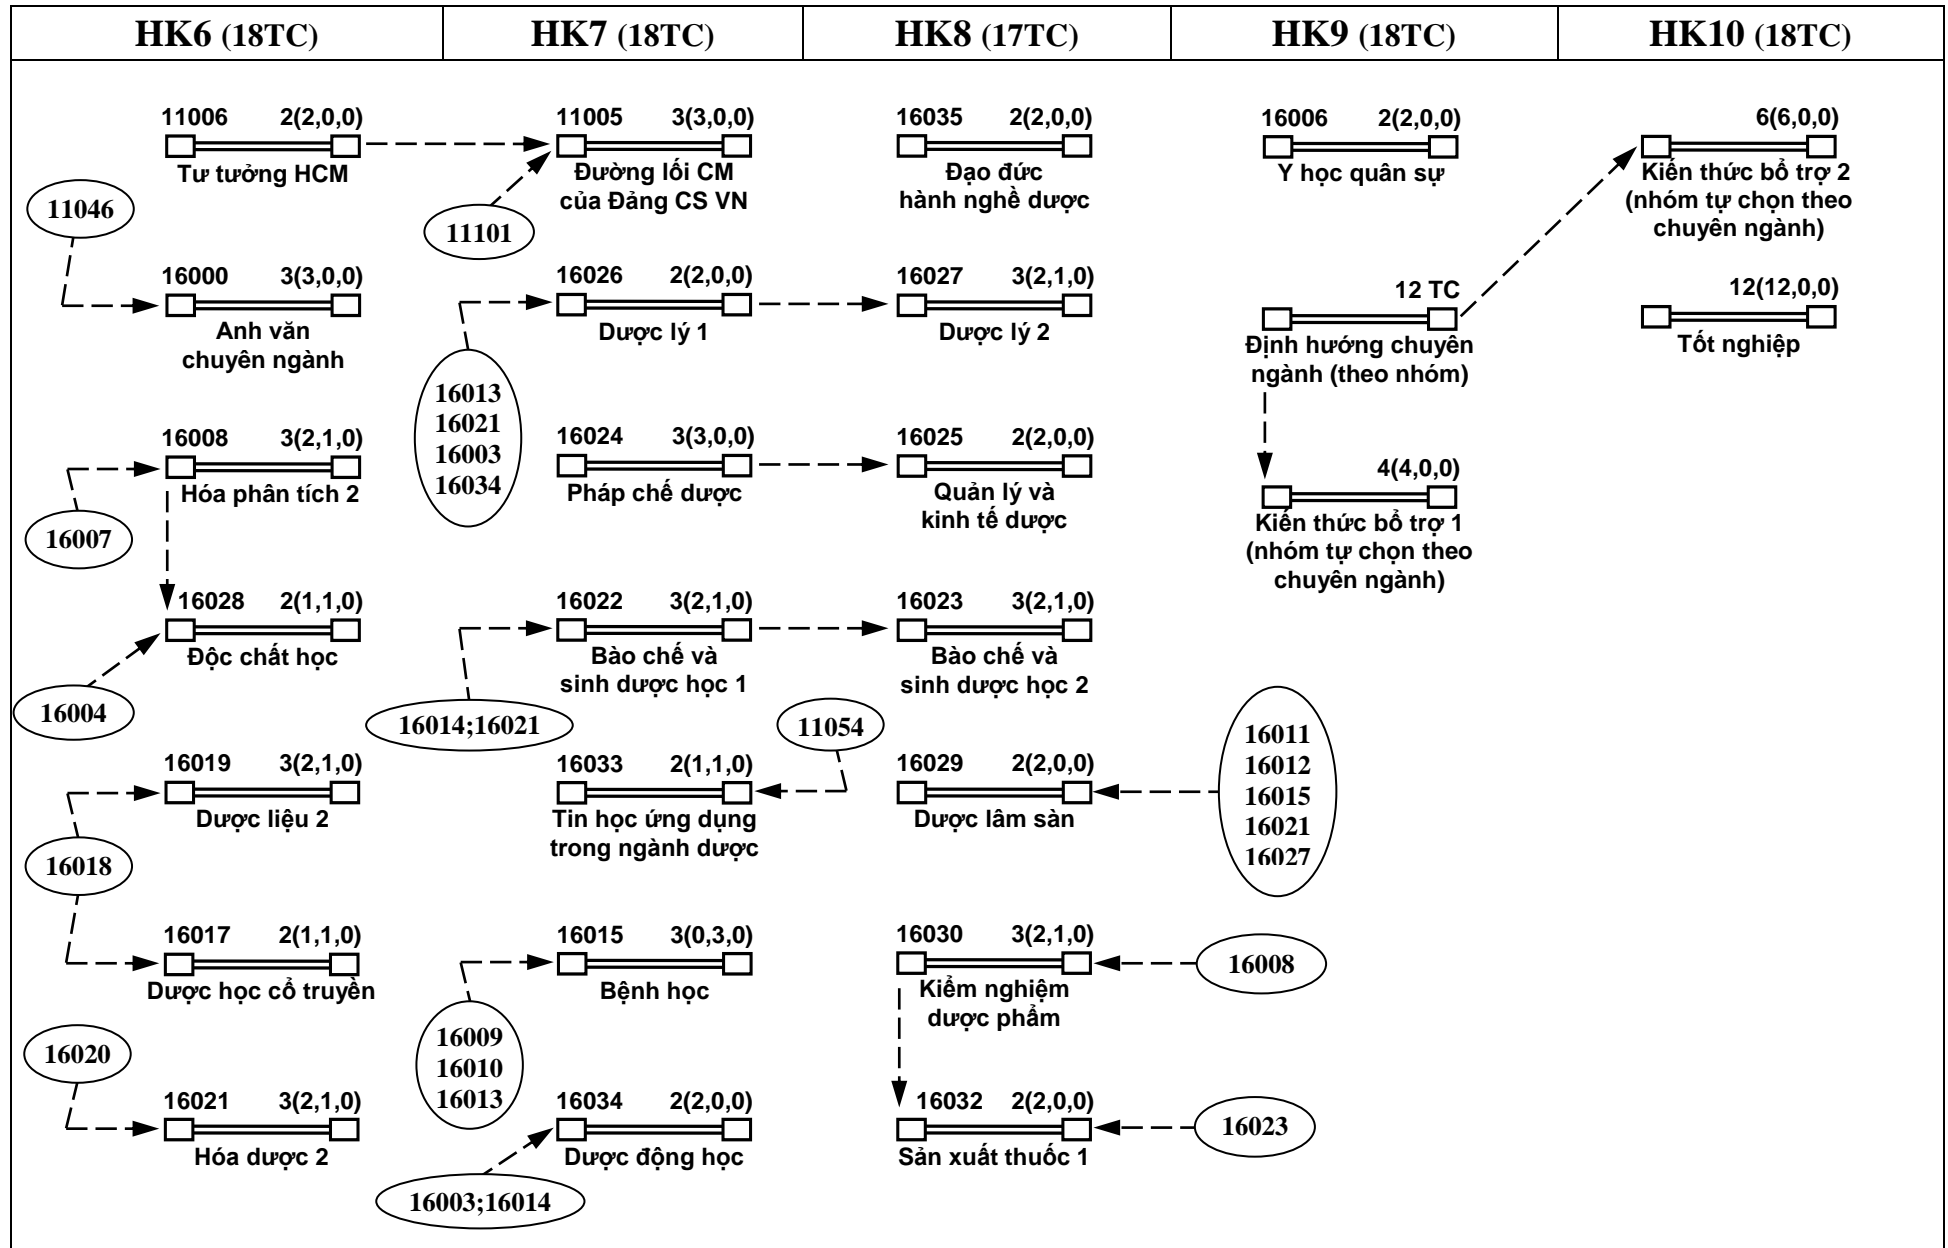 HK6 (18TC)
HK7 (18TC)
HK8 (17TC)
HK9 (18TC)
HK10 (18TC)
11006 2(2,0,0)
Tư tưởng HCM
11046
16000 3(3,0,0)
Anh văn
chuyên ngành
16008 3(2,1,0)
Hóa phân tích 2
16007
16028 2(1,1,0)
Độc chất học
16004
16019 3(2,1,0)
Dược liệu 2
16018
16017 2(1,1,0)
Dược học cổ truyền
16020
16021 3(2,1,0)
Hóa dược 2
11005 3(3,0,0)
Đường lối CM
của Đảng CS VN
11101
16026 2(2,0,0)
Dược lý 1
16013
16021
16003
16034
16024 3(3,0,0)
Pháp chế dược
16022 3(2,1,0)
Bào chế và
sinh dược học 1
16014;16021
16033 2(1,1,0)
Tin học ứng dụng
trong ngành dược
11054
16015 3(0,3,0)
Bệnh học
16009
16010
16013
16034 2(2,0,0)
Dược động học
16003;16014
16035 2(2,0,0)
Đạo đức
hành nghề dược
16027 3(2,1,0)
Dược lý 2
16025 2(2,0,0)
Quản lý và
kinh tế dược
16023 3(2,1,0)
Bào chế và
sinh dược học 2
16029 2(2,0,0)
Dược lâm sàn
16030 3(2,1,0)
Kiểm nghiệm
dược phẩm
16032 2(2,0,0)
Sản xuất thuốc 1
16006 2(2,0,0)
Y học quân sự
12 TC
Định hướng chuyên
ngành (theo nhóm)
4(4,0,0)
Kiến thức bổ trợ 1
(nhóm tự chọn theo
chuyên ngành)
16011
16012
16015
16021
16027
16008
16023
6(6,0,0)
Kiến thức bổ trợ 2
(nhóm tự chọn theo
chuyên ngành)
12(12,0,0)
Tốt nghiệp